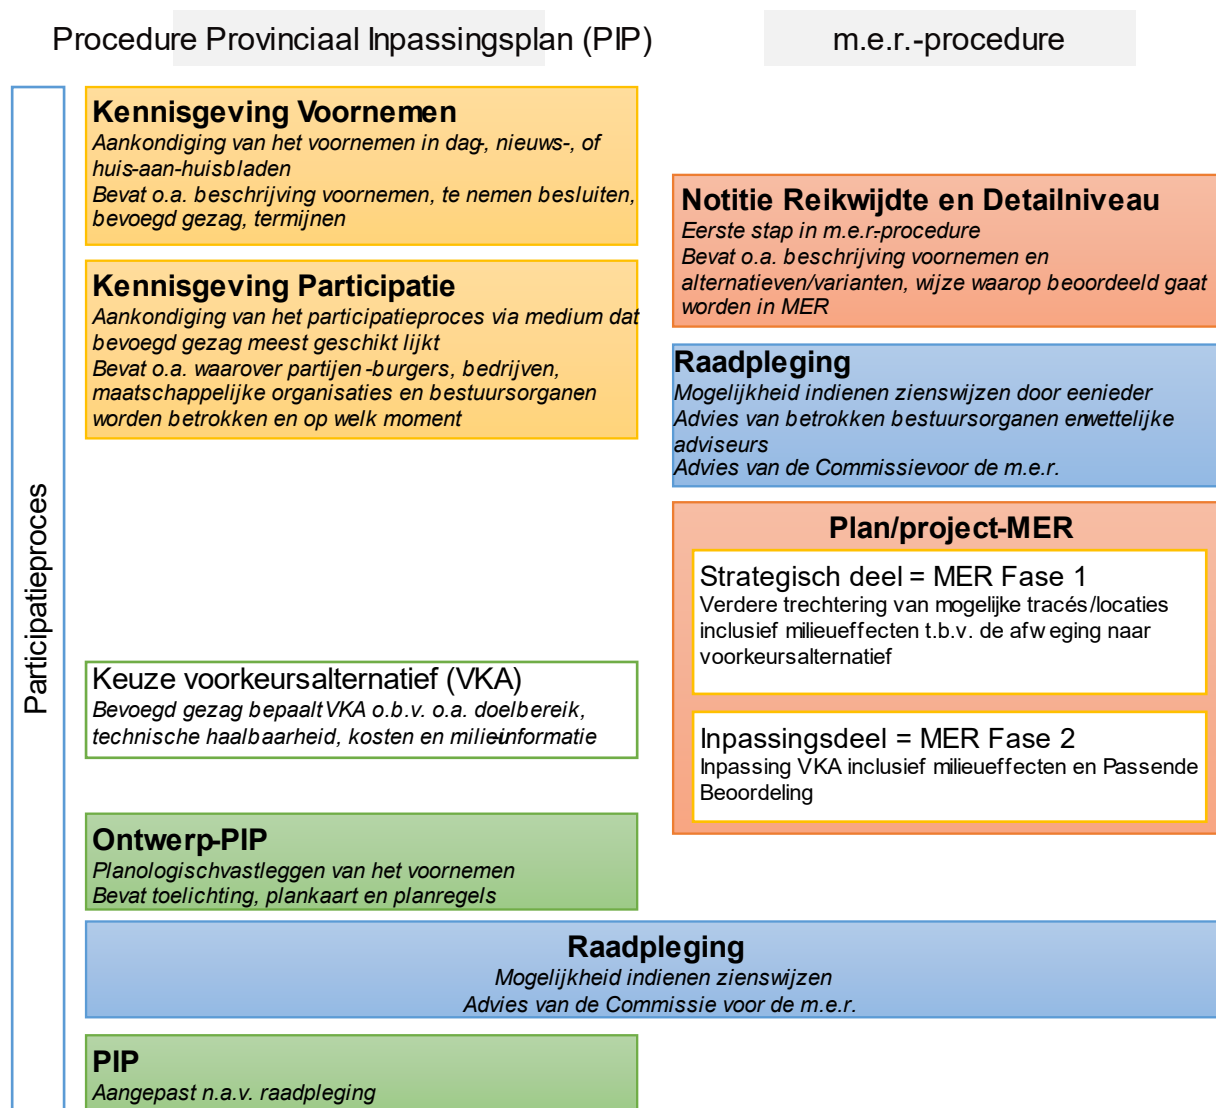 Procedure Provinciaal Inpassingsplan (PIP)
m.e.r.-procedure
Participatieproces
Kennisgeving Voornemen
Aankondiging van het voornemen in dag-, nieuws-, of
huis-aan-huisbladen
Bevat o.a. beschrijving voornemen, te nemen besluiten,
bevoegd gezag, termijnen
Kennisgeving Participatie
Aankondiging van het participatieproces via medium dat
bevoegd gezag meest geschikt lijkt
Bevat o.a. waarover partijen -burgers, bedrijven,
maatschappelijke organisaties en bestuursorganen
worden betrokken en op welk moment
Notitie Reikwijdte en Detailniveau
Eerste stap in m.e.r-procedure
Bevat o.a. beschrijving voornemen en
alternatieven/varianten, wijze waarop beoordeeld gaat
worden in MER
Raadpleging
Mogelijkheid indienen zienswijzen door eenieder
Advies van betrokken bestuursorganen en wettelijke
adviseurs
Advies van de Commissie voor de m.e.r.
Plan/project-MER
Strategisch deel = MER Fase 1
Verdere trechtering van mogelijke tracés/locaties
inclusief milieueffecten t.b.v. de afweging naar
voorkeursalternatief
Keuze voorkeursalternatief (VKA)
Bevoegd gezag bepaalt VKA o.b.v. o.a. doelbereik,
technische haalbaarheid, kosten en milieu-informatie
Inpassingsdeel = MER Fase 2
Inpassing VKA inclusief milieueffecten en Passende
Beoordeling
Ontwerp-PIP
Planologisch vastleggen van het voornemen
Bevat toelichting, plankaart en planregels
Raadpleging
Mogelijkheid indienen zienswijzen
Advies van de Commissie voor de m.e.r.
PIP
Aangepast n.a.v. raadpleging